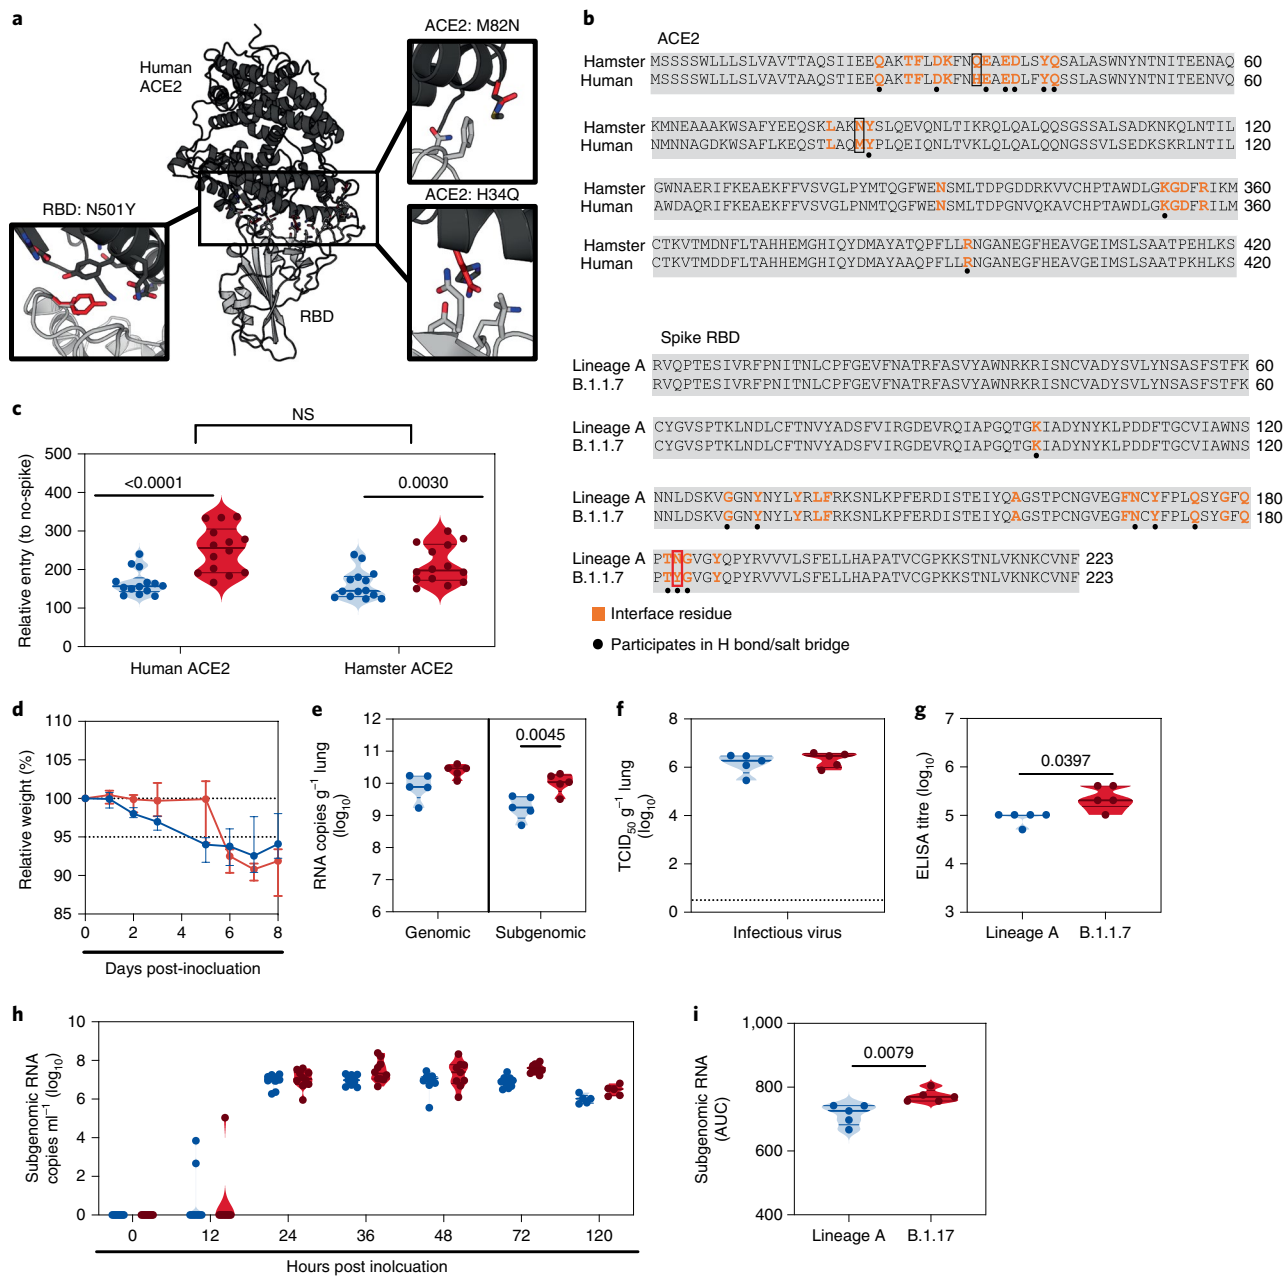 a
Human
ACE2
RBD
ACE2: M82N
ACE2: H34Q
RBD: N501Y
b
ACE2
Hamster MSSSSWLLLSLVAVTTAQSIIEEQAKTFLDKFNQEAEDLSYQSALASWNYNTNITEENAQ 60
Human MSSSSWLLLSLVAVTAAQSTIEEQAKTFLDKFNHEAEDLFYQSSLASWNYNTNITEENVQ 60
Hamster KMNEAAAKWSAFYEEQSKLAKNYSLQEVQNLTIKRQLQALQQSGSSALSADKNKQLNTIL 120
Human NMNNAGDKWSAFLKEQSTLAQMYPLQEIQNLTVKLQLQALQQNGSSVLSEDKSKRLNTIL 120
Hamster GWNAERIFKEAEKFFVSVGLPYMTQGFWENSMLTDPGDDRKVVCHPTAWDLGKGDFRIKM 360
Human AWDAQRIFKEAEKFFVSVGLPNMTQGFWENSMLTDPGNVQKAVCHPTAWDLGKGDFRILM 360
Hamster CTKVTMDNFLTAHHEMGHIQYDMAYATQPFLLRNGANEGFHEAVGEIMSLSAATPEHLKS 420
Human CTKVTMDDFLTAHHEMGHIQYDMAYAAQPFLLRNGANEGFHEAVGEIMSLSAATPKHLKS 420
Spike RBD
Lineage A RVQPTESIVRFPNITNLCPFGEVFNATRFASVYAWNRKRISNCVADYSVLYNSASFSTFK 60
B.1.1.7 RVQPTESIVRFPNITNLCPFGEVFNATRFASVYAWNRKRISNCVADYSVLYNSASFSTFK 60
Lineage A CYGVSPTKLNDLCFTNVYADSFVIRGDEVRQIAPGQTGKIADYNYKLPDDFTGCVIAWNS 120
B.1.1.7 CYGVSPTKLNDLCFTNVYADSFVIRGDEVRQIAPGQTGKIADYNYKLPDDFTGCVIAWNS 120
Lineage A NNLDSKVGGNYNYLYRLFRKSNLKPFERDISTEIYQAGSTPCNGVEGFNCYFPLQSYGFQ 180
B.1.1.7 NNLDSKVGGNYNYLYRLFRKSNLKPFERDISTEIYQAGSTPCNGVEGFNCYFPLQSYGFQ 180
Lineage A PTNGVGYQPYRVVVLSFELLHAPATVCGPKKSTNLVKNKCVNF 223
B.1.1.7 PTYGVGYQPYRVVVLSFELLHAPATVCGPKKSTNLVKNKCVNF 223
Interface residue
Participates in H bond/salt bridge
c
NS
<0.0001
0.0030
Relative entry (to no-spike)
500
400
300
200
100
0
Human ACE2 Hamster ACE2
d
Relative weight (%)
110
105
100
95
90
85
0 2 4 6 8
Days post-inocluation
e
RNA copies g⁻¹ lung
(log₁₀)
12
11
10
9
8
7
6
0.0045
Genomic Subgenomic
f
TCID₅₀ g⁻¹ lung
(log₁₀)
8
6
4
2
0
Infectious virus
g
ELISA titre (log₁₀)
7
6
5
4
3
0.0397
Lineage A B.1.1.7
h
Subgenomic RNA
copies ml⁻¹ (log₁₀)
10
8
6
4
2
0
0 12 24 36 48 72 120
Hours post inolcuation
i
Subgenomic RNA
(AUC)
1,000
800
600
400
0.0079
Lineage A B.1.17